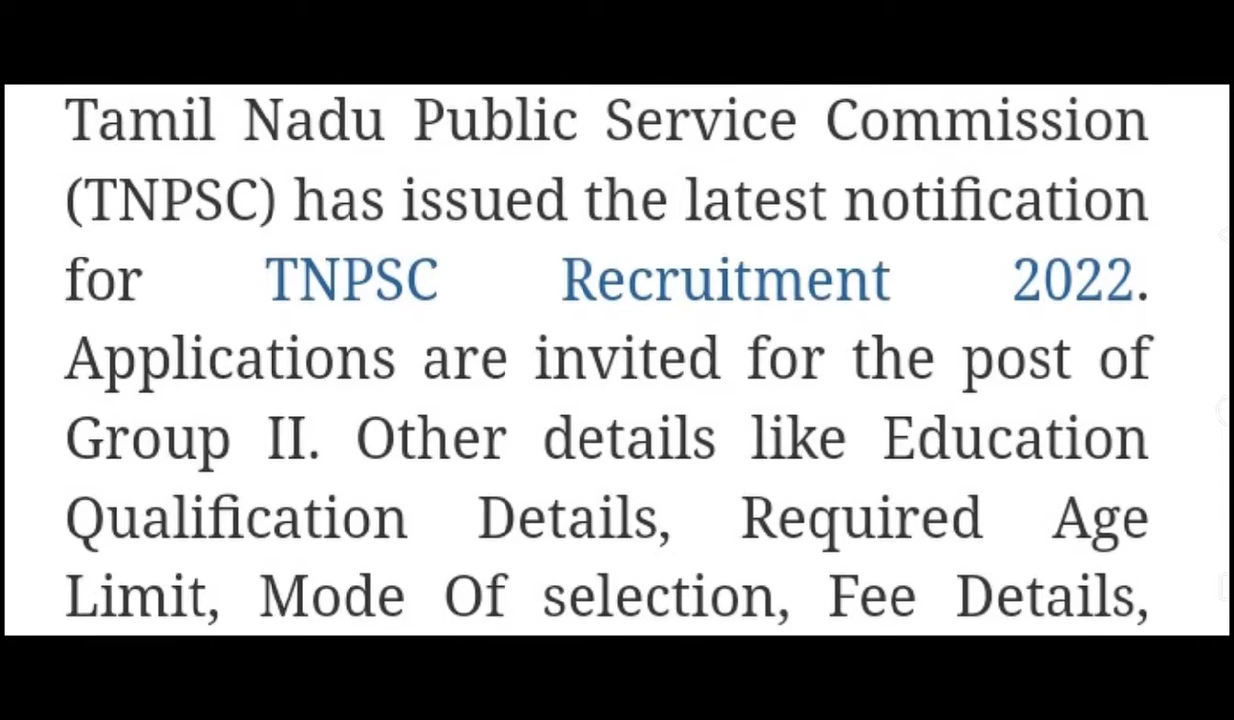 Tamil Nadu Public Service Commission
(TNPSC) has issued the latest notification
for TNPSC Recruitment 2022.
Applications are invited for the post of
Group II. Other details like Education
Qualification Details, Required Age
Limit, Mode Of selection, Fee Details,